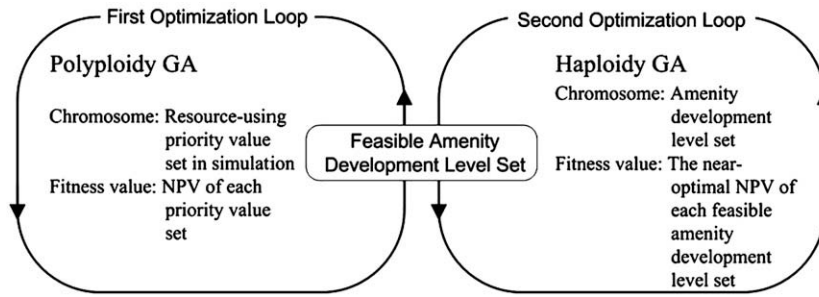 First Optimization Loop
Polyploidy GA
Chromosome: Resource-using
priority value
set in simulation
Fitness value: NPV of each
priority value
set
Feasible Amenity
Development Level Set
Second Optimization Loop
Haploidy GA
Chromosome: Amenity
development
level set
Fitness value: The near-
optimal NPV of
each feasible
amenity
development
level set